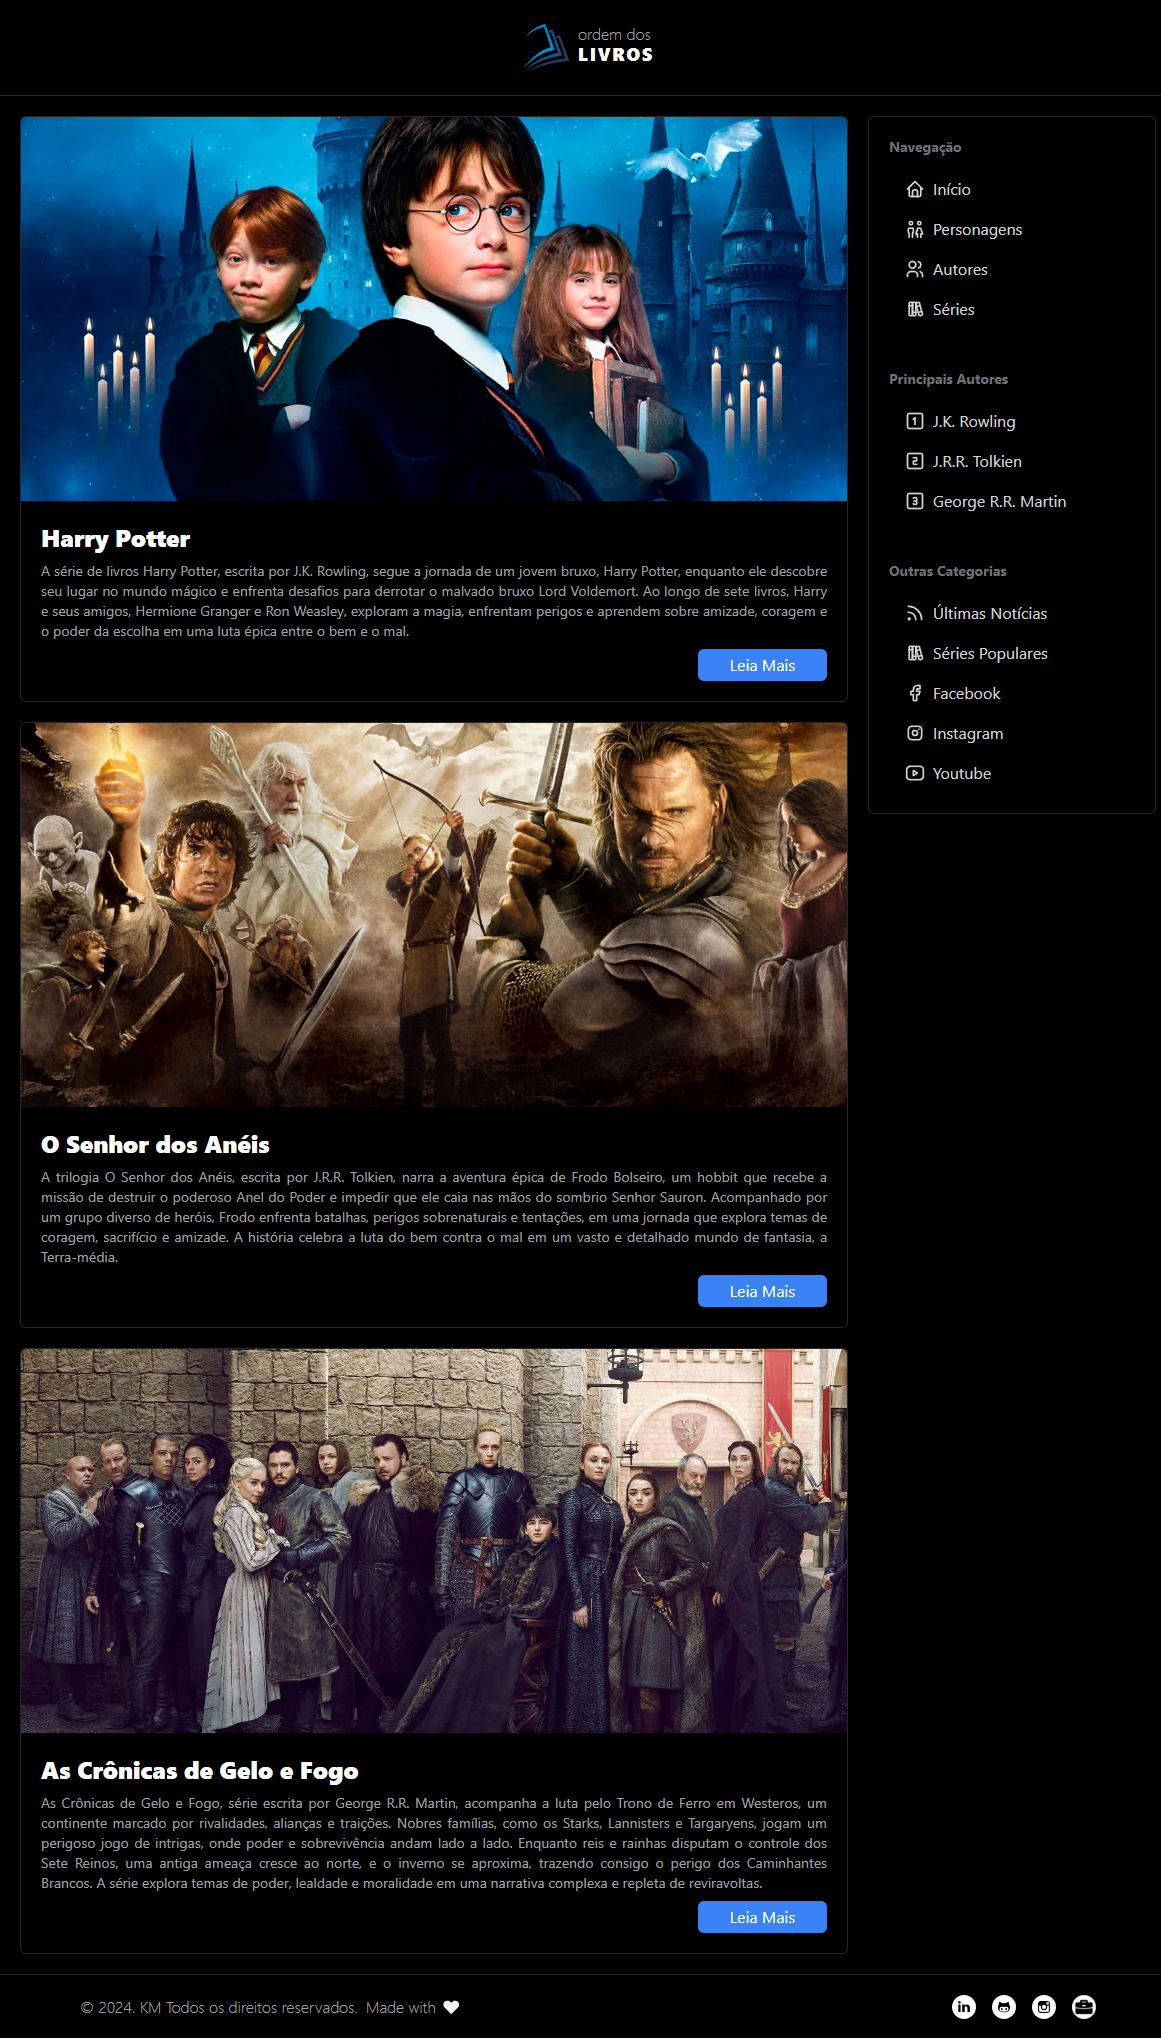 ordem dos
LIVROS
Harry Potter
A série de livros Harry Potter, escrita por J.K. Rowling, segue a jornada de um jovem bruxo, Harry Potter, enquanto ele descobre
seu lugar no mundo mágico e enfrenta desafios para derrotar o malvado bruxo Lord Voldemort. Ao longo de sete livros, Harry
e seus amigos, Hermione Granger e Ron Weasley, exploram a magia, enfrentam perigos e aprendem sobre amizade, coragem e
o poder da escolha em uma luta épica entre o bem e o mal.
Leia Mais
O Senhor dos Anéis
A trilogia O Senhor dos Anéis, escrita por J.R.R. Tolkien, narra a aventura épica de Frodo Bolseiro, um hobbit que recebe a
missão de destruir o poderoso Anel do Poder e impedir que ele caia nas mãos do sombrio Senhor Sauron. Acompanhado por
um grupo diverso de heróis, Frodo enfrenta batalhas, perigos sobrenaturais e tentações, em uma jornada que explora temas de
coragem, sacrifício e amizade. A história celebra a luta do bem contra o mal em um vasto e detalhado mundo de fantasia, a
Terra-média.
Leia Mais
As Crônicas de Gelo e Fogo
As Crônicas de Gelo e Fogo, série escrita por George R.R. Martin, acompanha a luta pelo Trono de Ferro em Westeros, um
continente marcado por rivalidades, alianças e traições. Nobres famílias, como os Starks, Lannisters e Targaryens, jogam um
perigoso jogo de intrigas, onde poder e sobrevivência andam lado a lado. Enquanto reis e rainhas disputam o controle dos
Sete Reinos, uma antiga ameaça cresce ao norte, e o inverno se aproxima, trazendo consigo o perigo dos Caminhantes
Brancos. A série explora temas de poder, lealdade e moralidade em uma narrativa complexa e repleta de reviravoltas.
Leia Mais
Navegação
Início
Personagens
Autores
Séries
Principais Autores
1 J.K. Rowling
2 J.R.R. Tolkien
3 George R.R. Martin
Outras Categorias
Últimas Notícias
Séries Populares
Facebook
Instagram
Youtube
© 2024. KM Todos os direitos reservados. Made with ♥
in